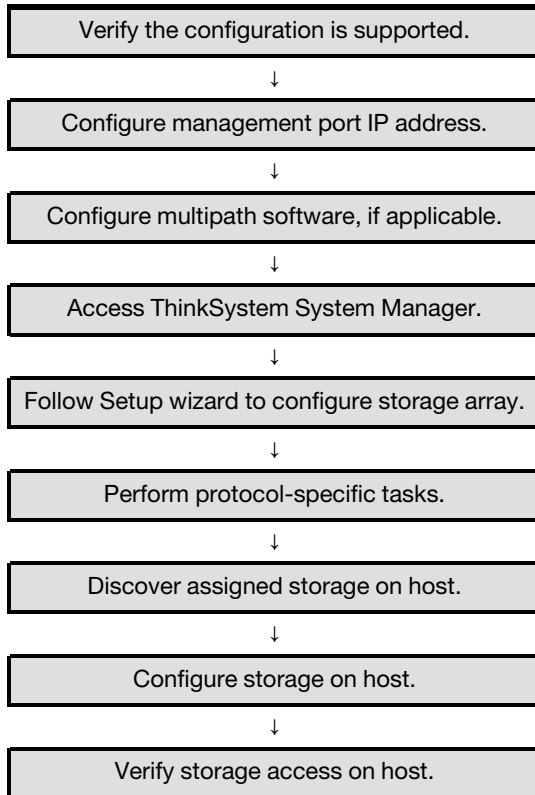 Verify the configuration is supported.
↓
Configure management port IP address.
↓
Configure multipath software, if applicable.
↓
Access ThinkSystem System Manager.
↓
Follow Setup wizard to configure storage array.
↓
Perform protocol-specific tasks.
↓
Discover assigned storage on host.
↓
Configure storage on host.
↓
Verify storage access on host.